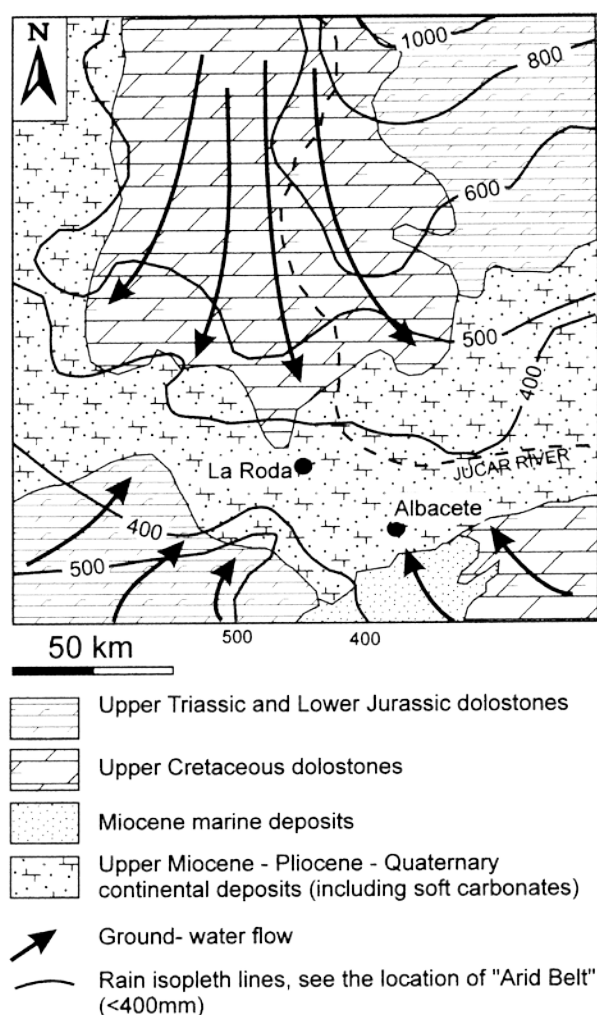 N
1000
800
600
500
400
La Roda
JUCAR RIVER
Albacete
400
500
500
400
50 km
Upper Triassic and Lower Jurassic dolostones
Upper Cretaceous dolostones
Miocene marine deposits
Upper Miocene - Pliocene - Quaternary
continental deposits (including soft carbonates)
Ground- water flow
Rain isopleth lines, see the location of "Arid Belt"
(<400mm)